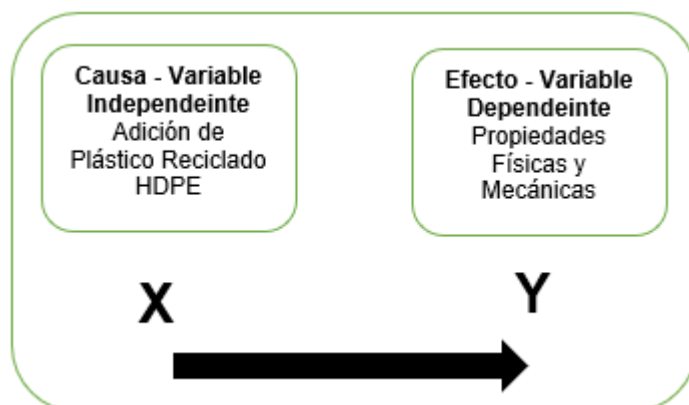 Causa - Variable
Independeinte
Adición de
Plástico Reciclado
HDPE
Efecto - Variable
Dependeinte
Propiedades
Físicas y
Mecánicas
X
Y